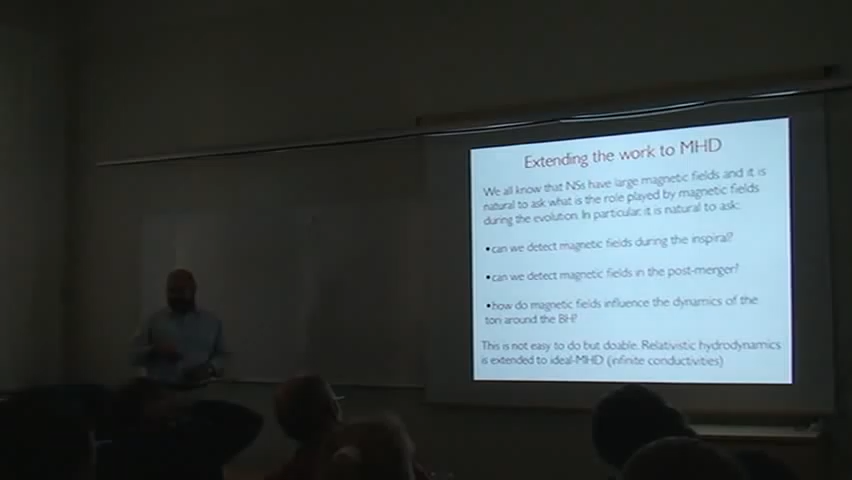 Extending the work to MHD
We all know that NSs have large magnetic fields and it is
natural to ask what is the role played by magnetic fields
during the evolution. In particular, it is natural to ask:
•can we detect magnetic fields during the inspiral?
•can we detect magnetic fields in the post-merger?
•how do magnetic fields influence the dynamics of the
tori around the BH?
This is not easy to do but doable. Relativistic hydrodynamics
is extended to ideal-MHD (infinite conductivities)